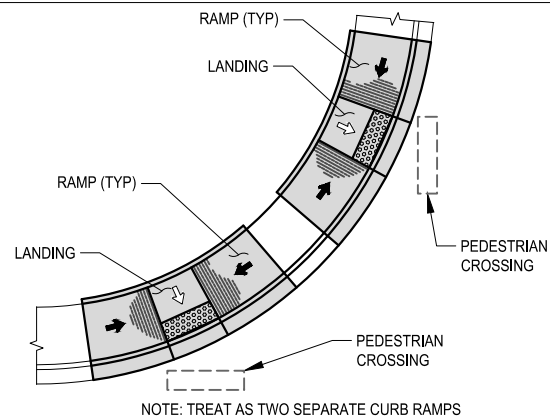 RAMP (TYP)
LANDING
RAMP (TYP)
LANDING
PEDESTRIAN
CROSSING
PEDESTRIAN
CROSSING
NOTE: TREAT AS TWO SEPARATE CURB RAMPS